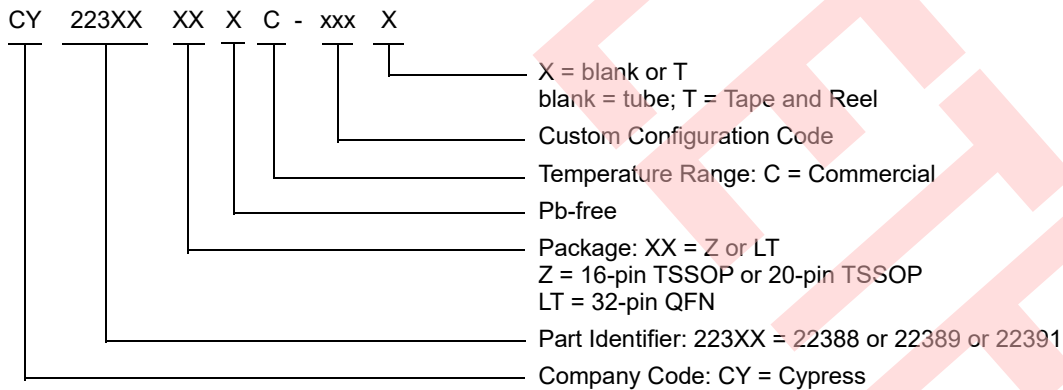 CY 223XX XX X C - xxx X
X = blank or T
blank = tube; T = Tape and Reel
Custom Configuration Code
Temperature Range: C = Commercial
Pb-free
Package: XX = Z or LT
Z = 16-pin TSSOP or 20-pin TSSOP
LT = 32-pin QFN
Part Identifier: 223XX = 22388 or 22389 or 22391
Company Code: CY = Cypress